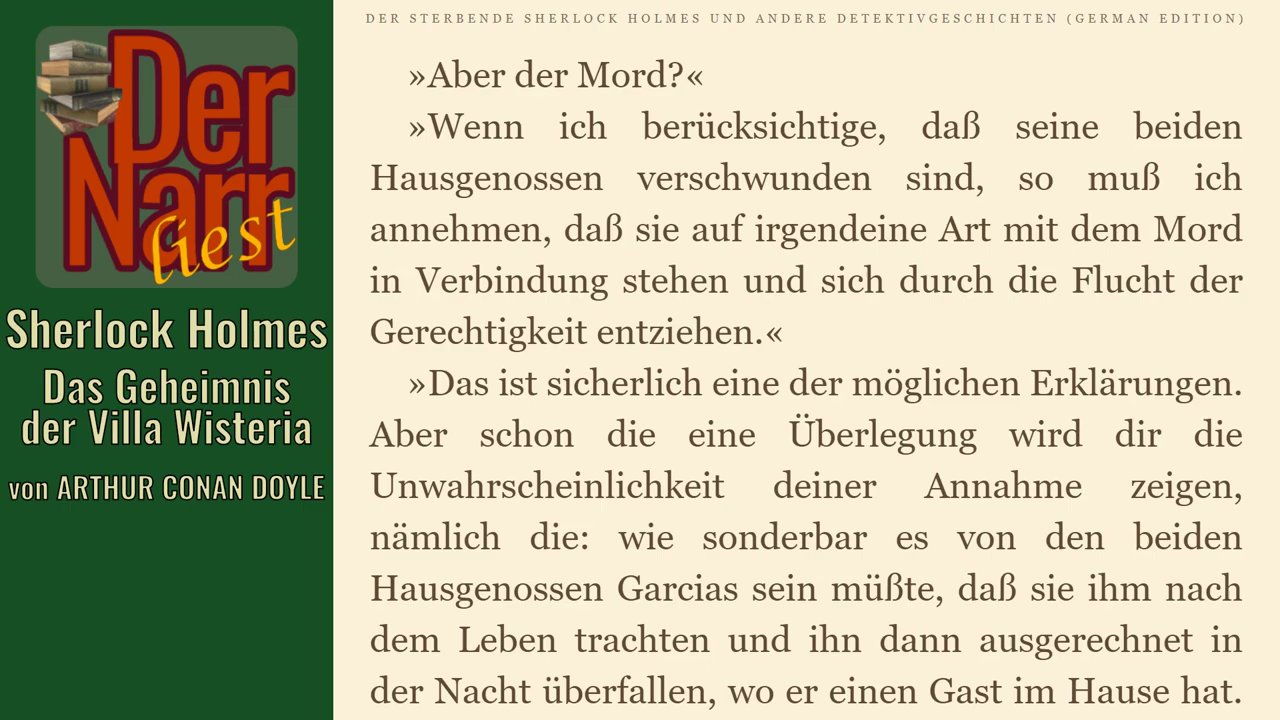 Der
Narr
liest
Sherlock Holmes
Das Geheimnis
der Villa Wisteria
von ARTHUR CONAN DOYLE
DER STERBENDE SHERLOCK HOLMES UND ANDERE DETEKTIVGESCHICHTEN (GERMAN EDITION)
»Aber der Mord?«
»Wenn ich berücksichtige, daß seine beiden
Hausgenossen verschwunden sind, so muß ich
annehmen, daß sie auf irgendeine Art mit dem Mord
in Verbindung stehen und sich durch die Flucht der
Gerechtigkeit entziehen.«
»Das ist sicherlich eine der möglichen Erklärungen.
Aber schon die eine Überlegung wird dir die
Unwahrscheinlichkeit deiner Annahme zeigen,
nämlich die: wie sonderbar es von den beiden
Hausgenossen Garcias sein müßte, daß sie ihm nach
dem Leben trachten und ihn dann ausgerechnet in
der Nacht überfallen, wo er einen Gast im Hause hat.